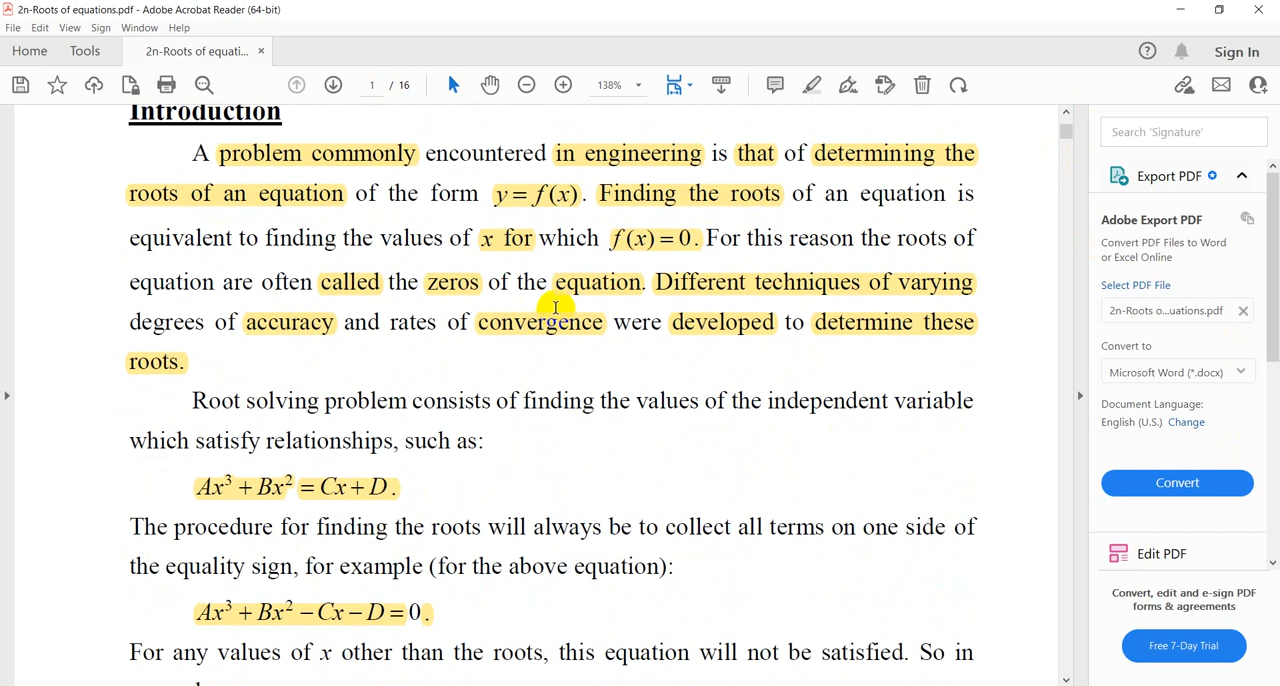 2n-Roots of equations.pdf - Adobe Acrobat Reader (64-bit)
File Edit View Sign Window Help
Home Tools 2n-Roots of equati... × Sign In
1 / 16 138%
Introduction
A problem commonly encountered in engineering is that of determining the
roots of an equation of the form y = f(x). Finding the roots of an equation is
equivalent to finding the values of x for which f(x) = 0. For this reason the roots of
equation are often called the zeros of the equation. Different techniques of varying
degrees of accuracy and rates of convergence were developed to determine these
roots.
Root solving problem consists of finding the values of the independent variable
which satisfy relationships, such as:
Ax³ + Bx² = Cx + D.
The procedure for finding the roots will always be to collect all terms on one side of
the equality sign, for example (for the above equation):
Ax³ + Bx² − Cx − D = 0.
For any values of x other than the roots, this equation will not be satisfied. So in
Search 'Signature'
Export PDF
Adobe Export PDF
Convert PDF Files to Word
or Excel Online
Select PDF File
2n-Roots o...uations.pdf
Convert to
Microsoft Word (*.docx)
Document Language:
English (U.S.) Change
Convert
Edit PDF
Convert, edit and e-sign PDF
forms & agreements
Free 7-Day Trial